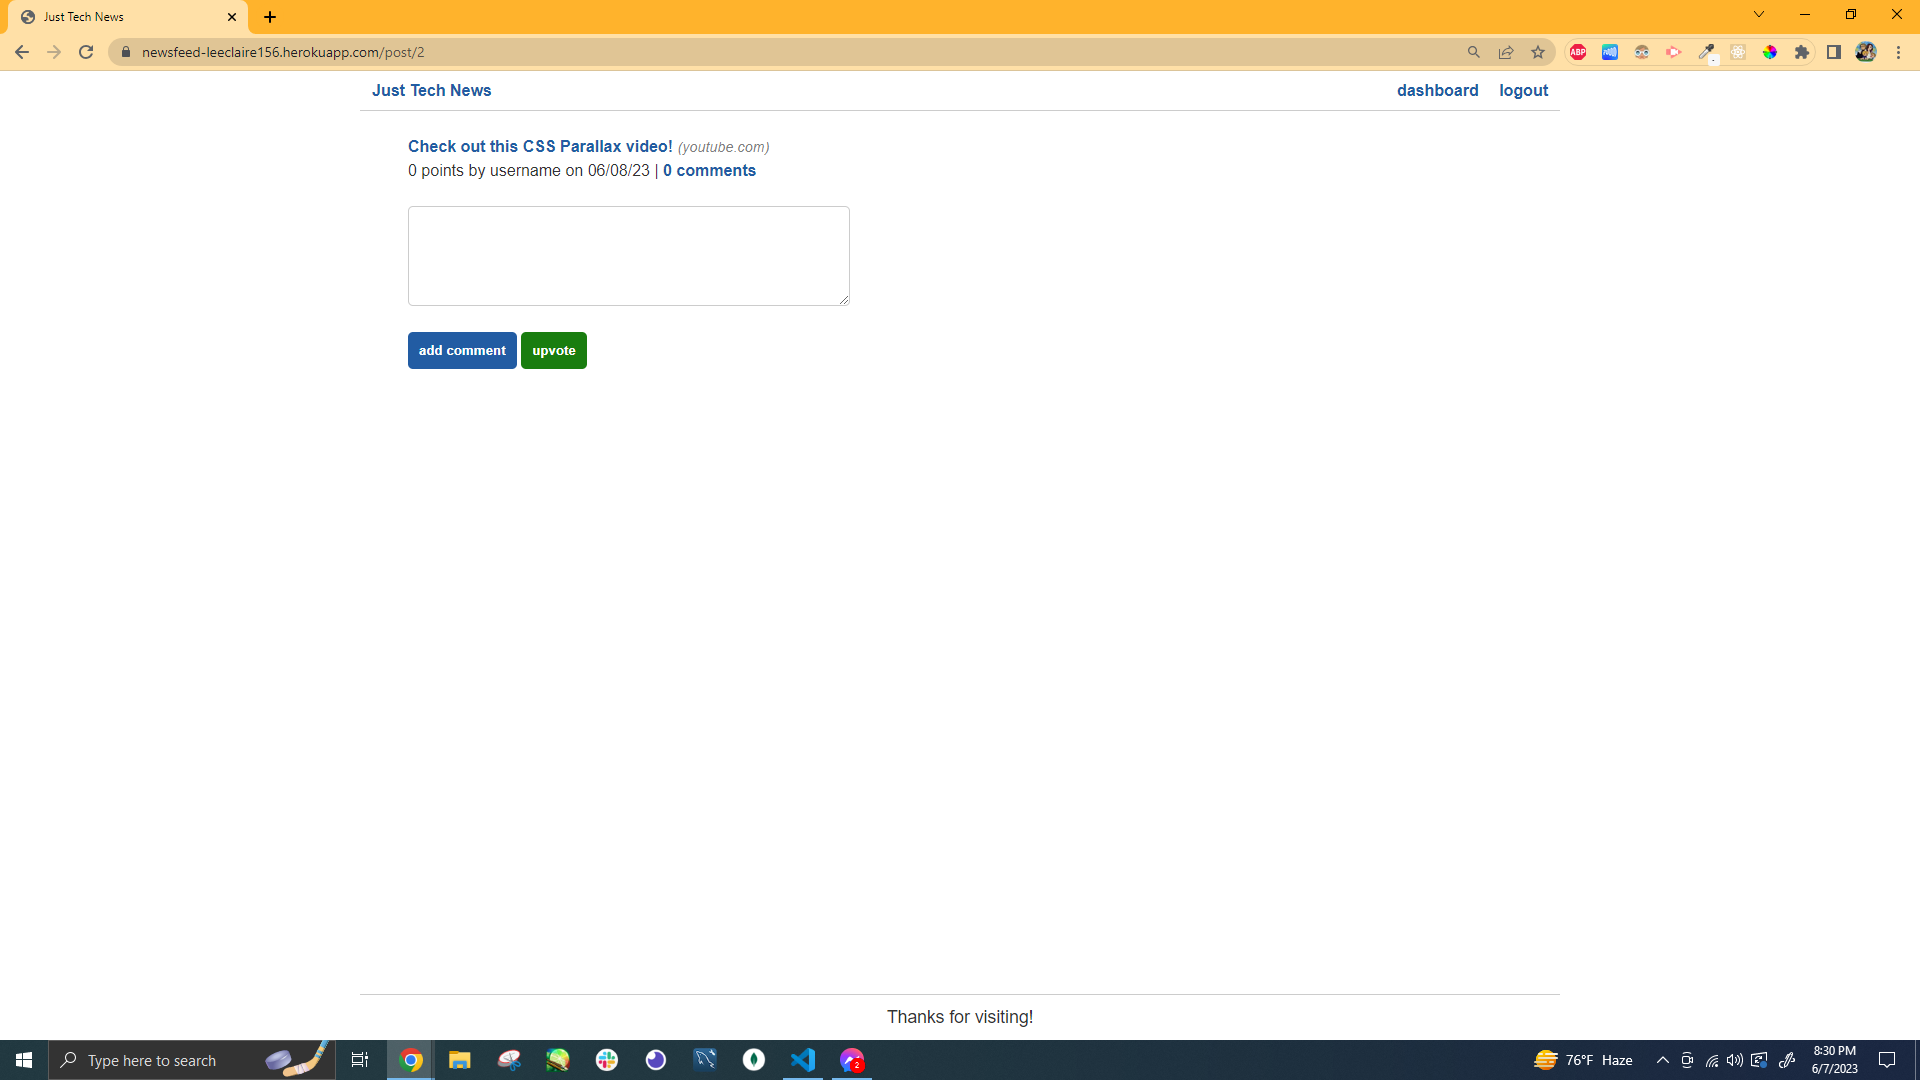 Just Tech News
newsfeed-leeclaire156.herokuapp.com/post/2
ABP
Just Tech News
dashboard
logout
Check out this CSS Parallax video! (youtube.com)
0 points by username on 06/08/23 | 0 comments
add comment
upvote
Thanks for visiting!
Type here to search
2
76°F Haze
8:30 PM
6/7/2023